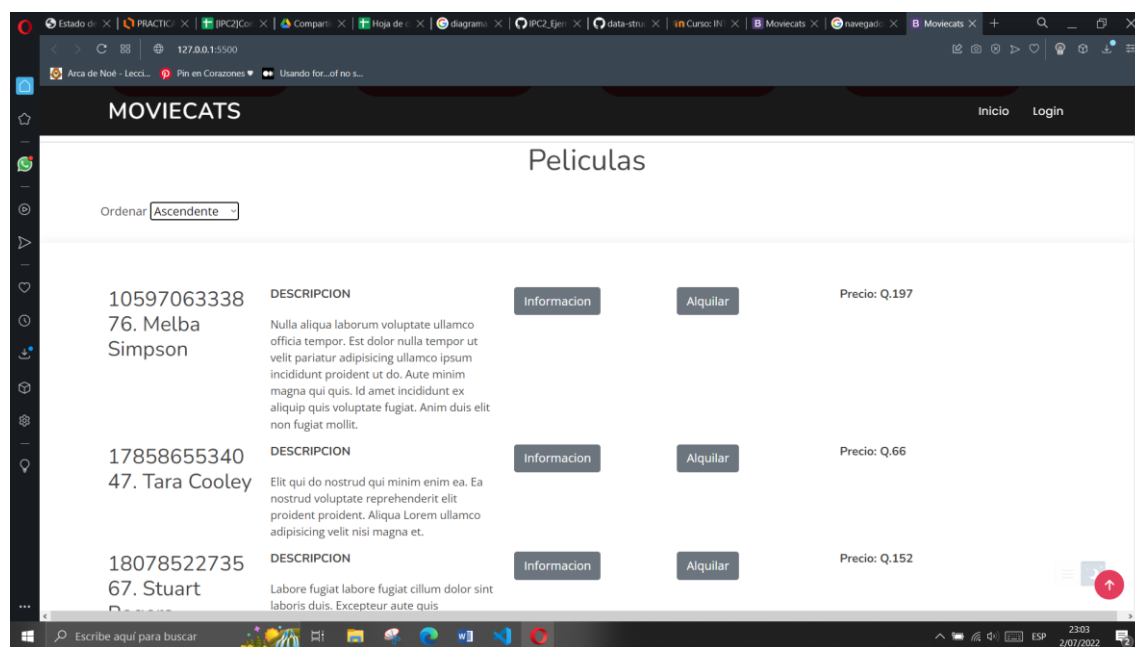 Estado de
PRACTICA
[IPC2]Cor
Comparti
Hoja de c
diagrama
IPC2_Ejen
data-struc
Curso: INT
Moviecats
navegado
Moviecats
127.0.0.1:5500
Arca de Noé - Lecci...
Pin en Corazones ♥
Usando for...of no s...
MOVIECATS
Inicio
Login
Peliculas
Ordenar
Ascendente
10597063338
76. Melba
Simpson
DESCRIPCION
Nulla aliqua laborum voluptate ullamco
officia tempor. Est dolor nulla tempor ut
velit pariatur adipisicing ullamco ipsum
incididunt proident ut do. Aute minim
magna qui quis. Id amet incididunt ex
aliquip quis voluptate fugiat. Anim duis elit
non fugiat mollit.
Informacion
Alquilar
Precio: Q.197
17858655340
47. Tara Cooley
DESCRIPCION
Elit qui do nostrud qui minim enim ea. Ea
nostrud voluptate reprehenderit elit
proident proident. Aliqua Lorem ullamco
adipisicing velit nisi magna et.
Informacion
Alquilar
Precio: Q.66
18078522735
67. Stuart
DESCRIPCION
Labore fugiat labore fugiat cillum dolor sint
laboris duis. Excepteur aute quis
Informacion
Alquilar
Precio: Q.152
Escribe aquí para buscar
ESP
23:03
2/07/2022
2